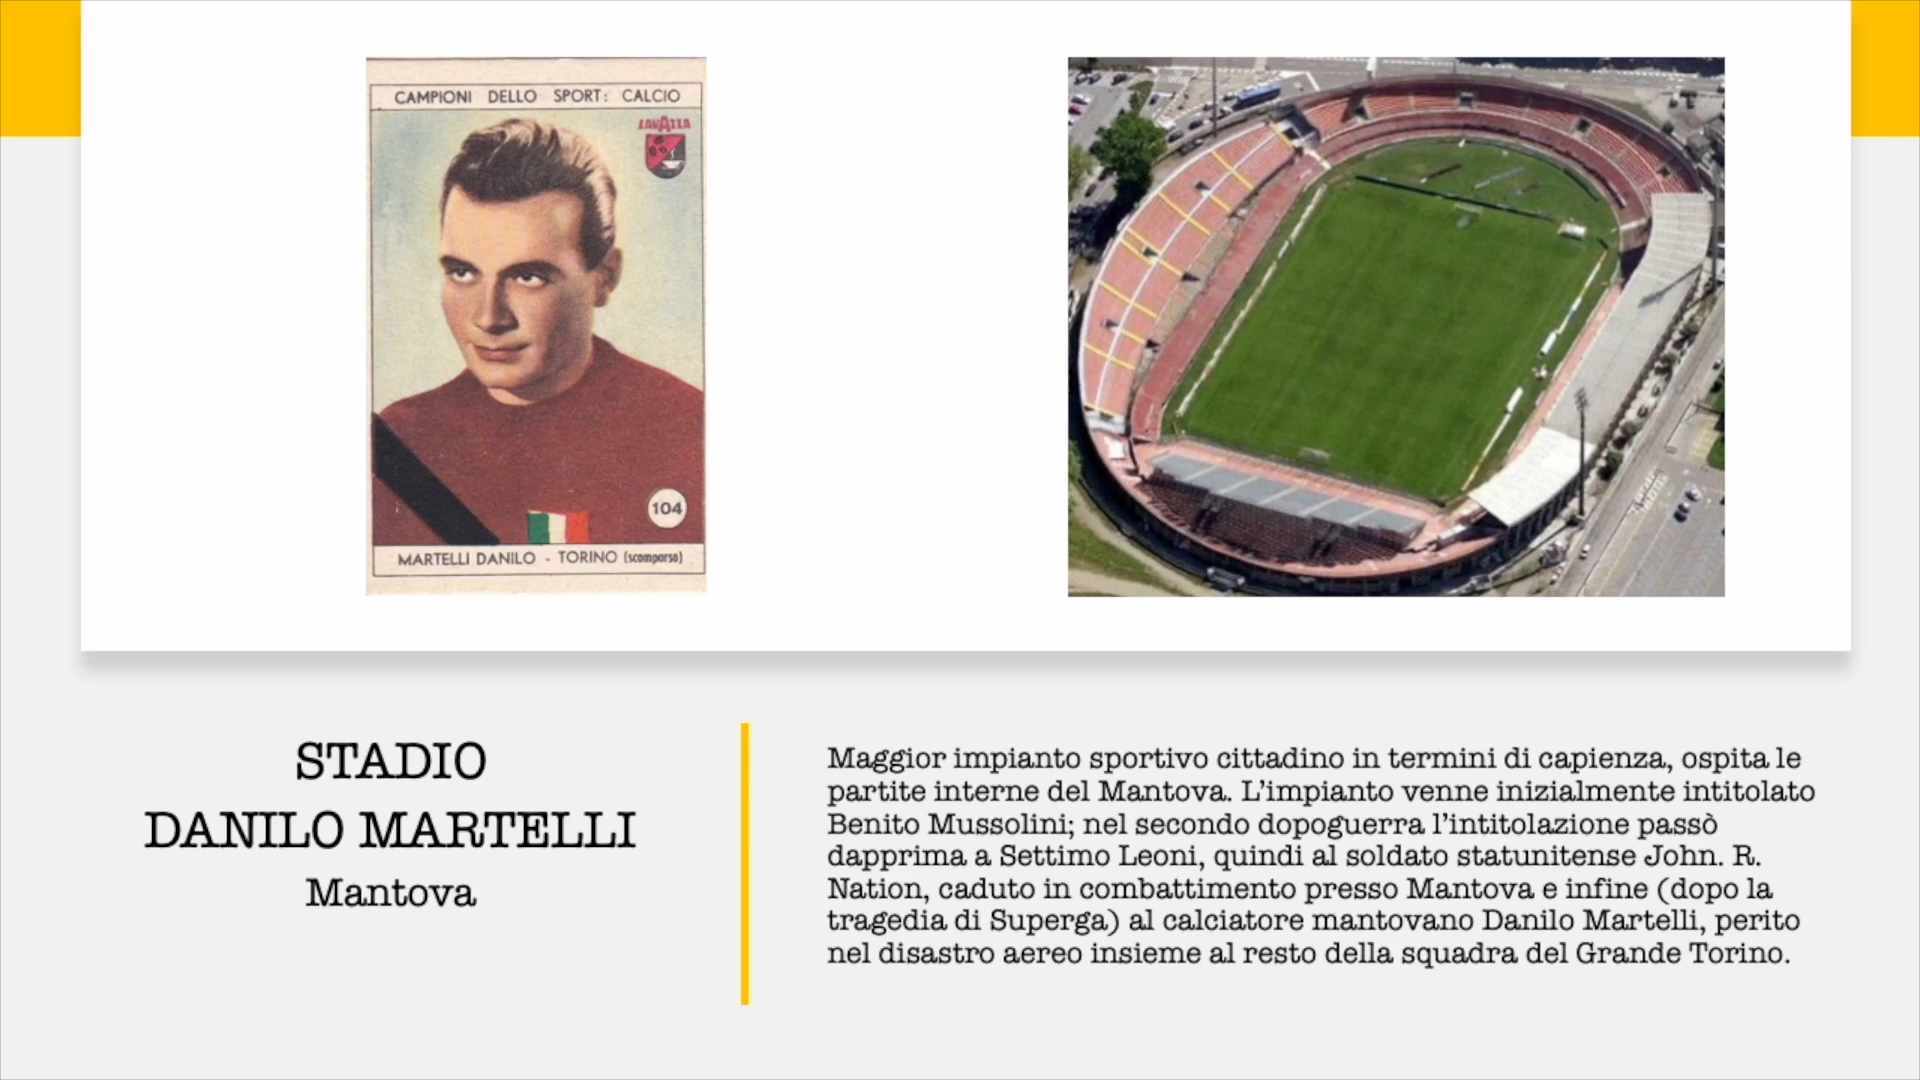 CAMPIONI DELLO SPORT: CALCIO
LAVAZZA
104
MARTELLI DANILO - TORINO (scomparso)
STADIO
DANILO MARTELLI
Mantova
Maggior impianto sportivo cittadino in termini di capienza, ospita le
partite interne del Mantova. L’impianto venne inizialmente intitolato
Benito Mussolini; nel secondo dopoguerra l’intitolazione passò
dapprima a Settimo Leoni, quindi al soldato statunitense John. R.
Nation, caduto in combattimento presso Mantova e infine (dopo la
tragedia di Superga) al calciatore mantovano Danilo Martelli, perito
nel disastro aereo insieme al resto della squadra del Grande Torino.